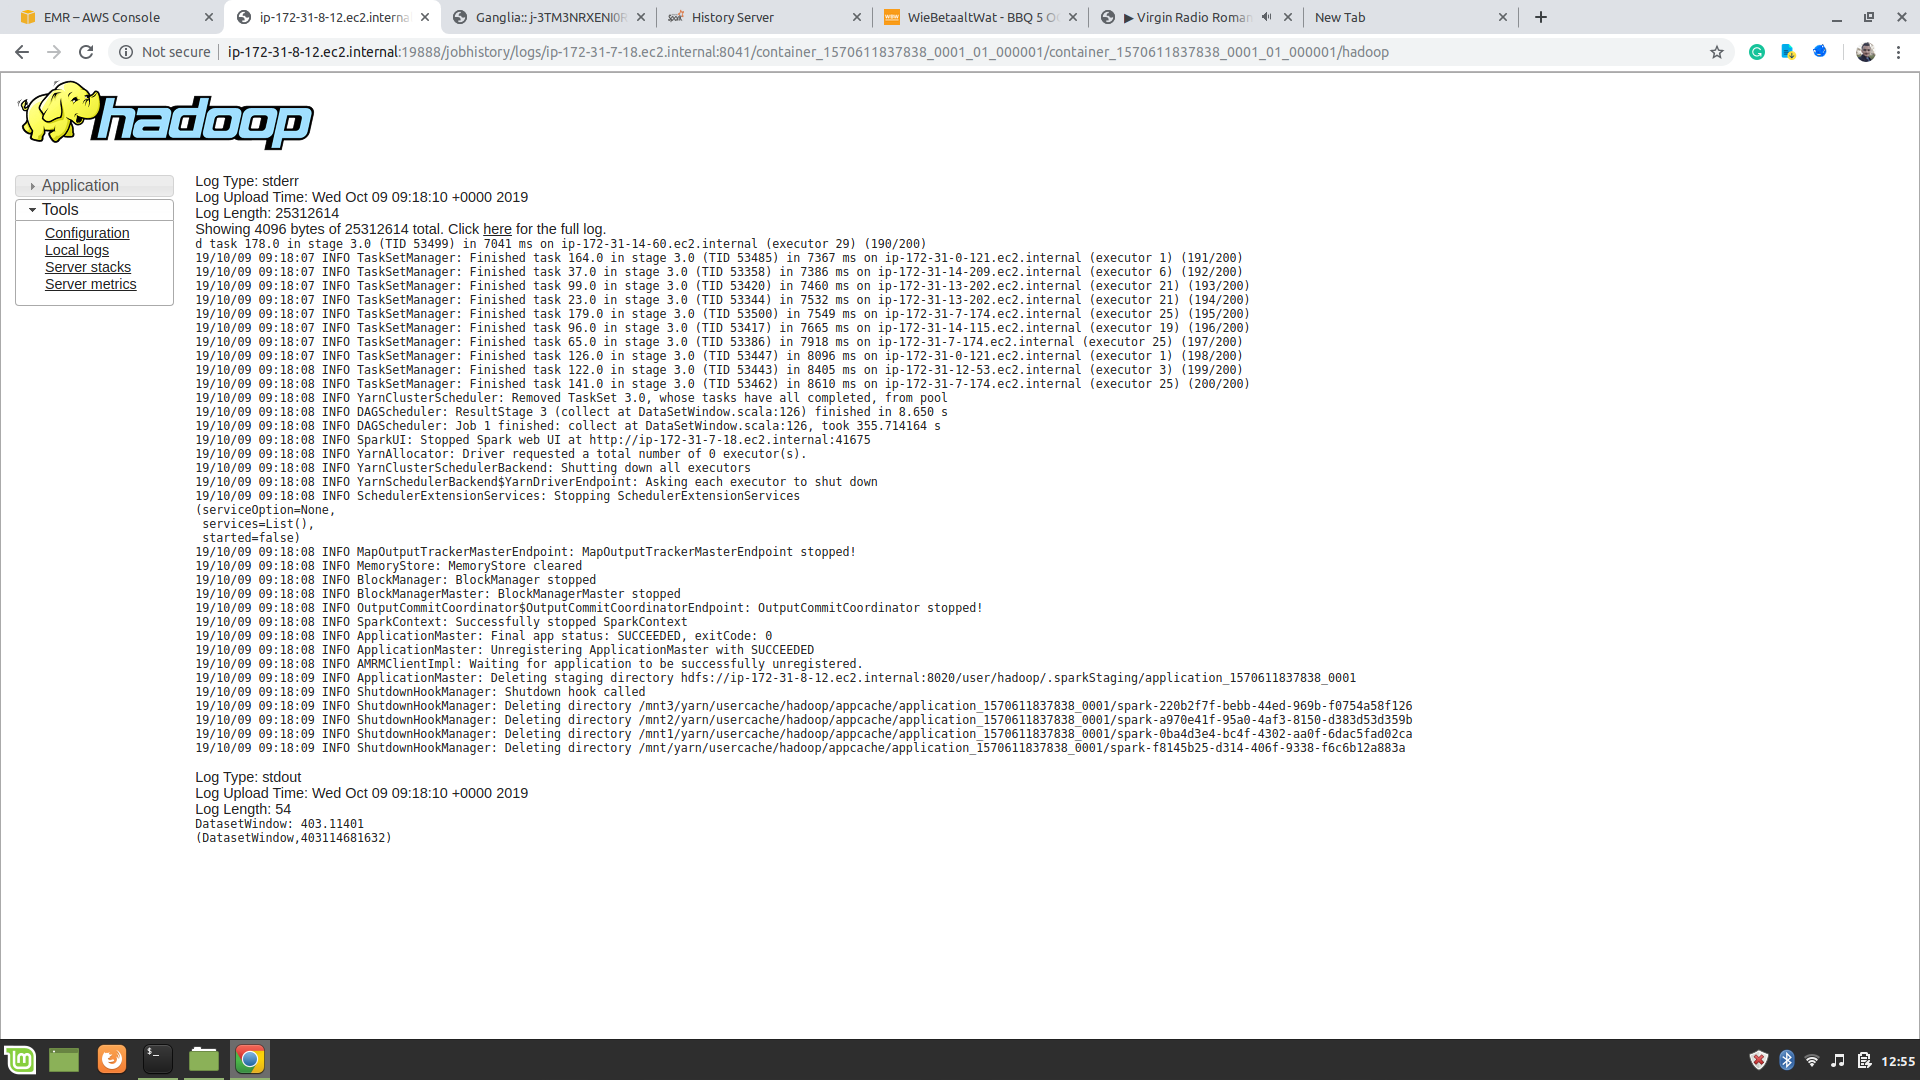 EMR – AWS Console
ip-172-31-8-12.ec2.interna
Ganglia:: j-3TM3NRXENI0R
History Server
WieBetaaltWat - BBQ 5 O
▶ Virgin Radio Roman
New Tab
Not secure
ip-172-31-8-12.ec2.internal:19888/jobhistory/logs/ip-172-31-7-18.ec2.internal:8041/container_1570611837838_0001_01_000001/container_1570611837838_0001_01_000001/hadoop
hadoop
Application
Tools
Configuration
Local logs
Server stacks
Server metrics
Log Type: stderr
Log Upload Time: Wed Oct 09 09:18:10 +0000 2019
Log Length: 25312614
Showing 4096 bytes of 25312614 total. Click here for the full log.
d task 178.0 in stage 3.0 (TID 53499) in 7041 ms on ip-172-31-14-60.ec2.internal (executor 29) (190/200)
19/10/09 09:18:07 INFO TaskSetManager: Finished task 164.0 in stage 3.0 (TID 53485) in 7367 ms on ip-172-31-0-121.ec2.internal (executor 1) (191/200)
19/10/09 09:18:07 INFO TaskSetManager: Finished task 37.0 in stage 3.0 (TID 53358) in 7386 ms on ip-172-31-14-209.ec2.internal (executor 6) (192/200)
19/10/09 09:18:07 INFO TaskSetManager: Finished task 99.0 in stage 3.0 (TID 53420) in 7460 ms on ip-172-31-13-202.ec2.internal (executor 21) (193/200)
19/10/09 09:18:07 INFO TaskSetManager: Finished task 23.0 in stage 3.0 (TID 53344) in 7532 ms on ip-172-31-13-202.ec2.internal (executor 21) (194/200)
19/10/09 09:18:07 INFO TaskSetManager: Finished task 179.0 in stage 3.0 (TID 53500) in 7549 ms on ip-172-31-7-174.ec2.internal (executor 25) (195/200)
19/10/09 09:18:07 INFO TaskSetManager: Finished task 96.0 in stage 3.0 (TID 53417) in 7665 ms on ip-172-31-14-115.ec2.internal (executor 19) (196/200)
19/10/09 09:18:07 INFO TaskSetManager: Finished task 65.0 in stage 3.0 (TID 53386) in 7918 ms on ip-172-31-7-174.ec2.internal (executor 25) (197/200)
19/10/09 09:18:07 INFO TaskSetManager: Finished task 126.0 in stage 3.0 (TID 53447) in 8096 ms on ip-172-31-0-121.ec2.internal (executor 1) (198/200)
19/10/09 09:18:08 INFO TaskSetManager: Finished task 122.0 in stage 3.0 (TID 53443) in 8405 ms on ip-172-31-12-53.ec2.internal (executor 3) (199/200)
19/10/09 09:18:08 INFO TaskSetManager: Finished task 141.0 in stage 3.0 (TID 53462) in 8610 ms on ip-172-31-7-174.ec2.internal (executor 25) (200/200)
19/10/09 09:18:08 INFO YarnClusterScheduler: Removed TaskSet 3.0, whose tasks have all completed, from pool
19/10/09 09:18:08 INFO DAGScheduler: ResultStage 3 (collect at DataSetWindow.scala:126) finished in 8.650 s
19/10/09 09:18:08 INFO DAGScheduler: Job 1 finished: collect at DataSetWindow.scala:126, took 355.714164 s
19/10/09 09:18:08 INFO SparkUI: Stopped Spark web UI at http://ip-172-31-7-18.ec2.internal:41675
19/10/09 09:18:08 INFO YarnAllocator: Driver requested a total number of 0 executor(s).
19/10/09 09:18:08 INFO YarnClusterSchedulerBackend: Shutting down all executors
19/10/09 09:18:08 INFO YarnSchedulerBackend$YarnDriverEndpoint: Asking each executor to shut down
19/10/09 09:18:08 INFO SchedulerExtensionServices: Stopping SchedulerExtensionServices
(serviceOption=None,
services=List(),
started=false)
19/10/09 09:18:08 INFO MapOutputTrackerMasterEndpoint: MapOutputTrackerMasterEndpoint stopped!
19/10/09 09:18:08 INFO MemoryStore: MemoryStore cleared
19/10/09 09:18:08 INFO BlockManager: BlockManager stopped
19/10/09 09:18:08 INFO BlockManagerMaster: BlockManagerMaster stopped
19/10/09 09:18:08 INFO OutputCommitCoordinator$OutputCommitCoordinatorEndpoint: OutputCommitCoordinator stopped!
19/10/09 09:18:08 INFO SparkContext: Successfully stopped SparkContext
19/10/09 09:18:08 INFO ApplicationMaster: Final app status: SUCCEEDED, exitCode: 0
19/10/09 09:18:08 INFO ApplicationMaster: Unregistering ApplicationMaster with SUCCEEDED
19/10/09 09:18:08 INFO AMRMClientImpl: Waiting for application to be successfully unregistered.
19/10/09 09:18:09 INFO ApplicationMaster: Deleting staging directory hdfs://ip-172-31-8-12.ec2.internal:8020/user/hadoop/.sparkStaging/application_1570611837838_0001
19/10/09 09:18:09 INFO ShutdownHookManager: Shutdown hook called
19/10/09 09:18:09 INFO ShutdownHookManager: Deleting directory /mnt3/yarn/usercache/hadoop/appcache/application_1570611837838_0001/spark-220b2f7f-bebb-44ed-969b-f0754a58f126
19/10/09 09:18:09 INFO ShutdownHookManager: Deleting directory /mnt2/yarn/usercache/hadoop/appcache/application_1570611837838_0001/spark-a970e41f-95a0-4af3-8150-d383d53d359b
19/10/09 09:18:09 INFO ShutdownHookManager: Deleting directory /mnt1/yarn/usercache/hadoop/appcache/application_1570611837838_0001/spark-0ba4d3e4-bc4f-4302-aa0f-6dac5fad02ca
19/10/09 09:18:09 INFO ShutdownHookManager: Deleting directory /mnt/yarn/usercache/hadoop/appcache/application_1570611837838_0001/spark-f8145b25-d314-406f-9338-f6c6b12a883a
Log Type: stdout
Log Upload Time: Wed Oct 09 09:18:10 +0000 2019
Log Length: 54
DatasetWindow: 403.11401
(DatasetWindow,403114681632)
12:55